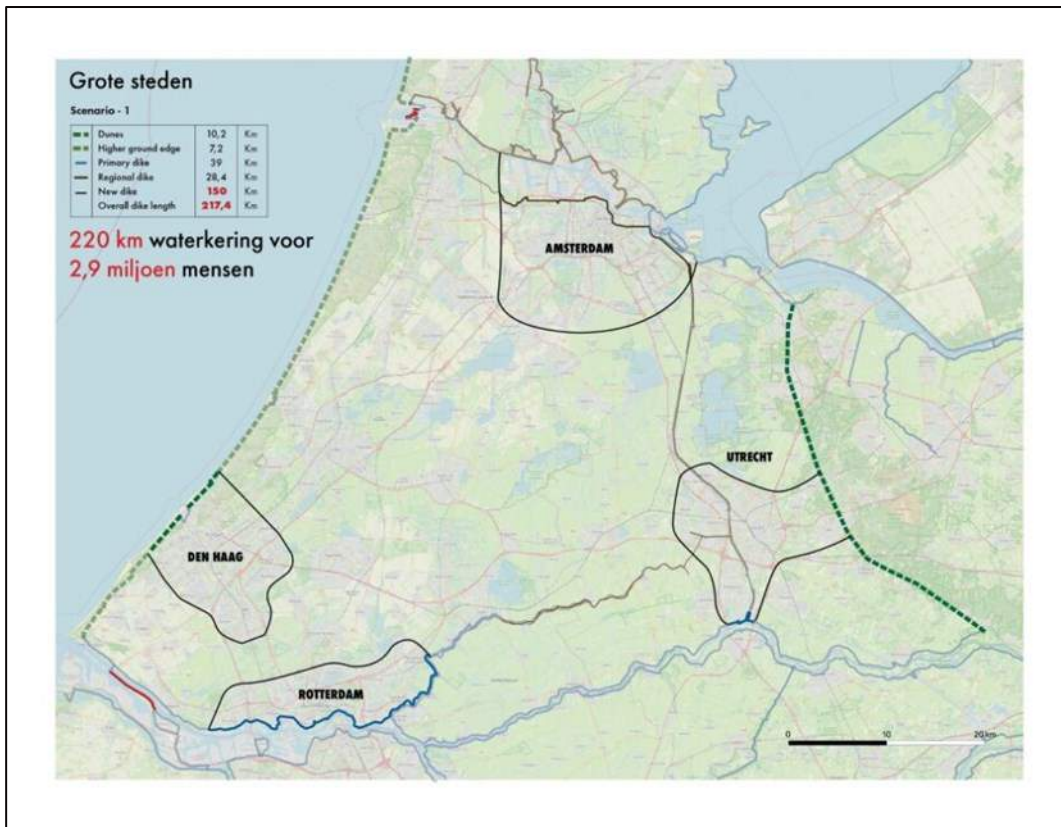 Grote steden
Scenario - 1
Dunes 10,2 Km
Higher ground edge 7,2 Km
Primary dike 39 Km
Regional dike 28,4 Km
New dike 150 Km
Overall dike length 217,4 Km
220 km waterkering voor
2,9 miljoen mensen
AMSTERDAM
UTRECHT
DEN HAAG
ROTTERDAM
0 10 20 km